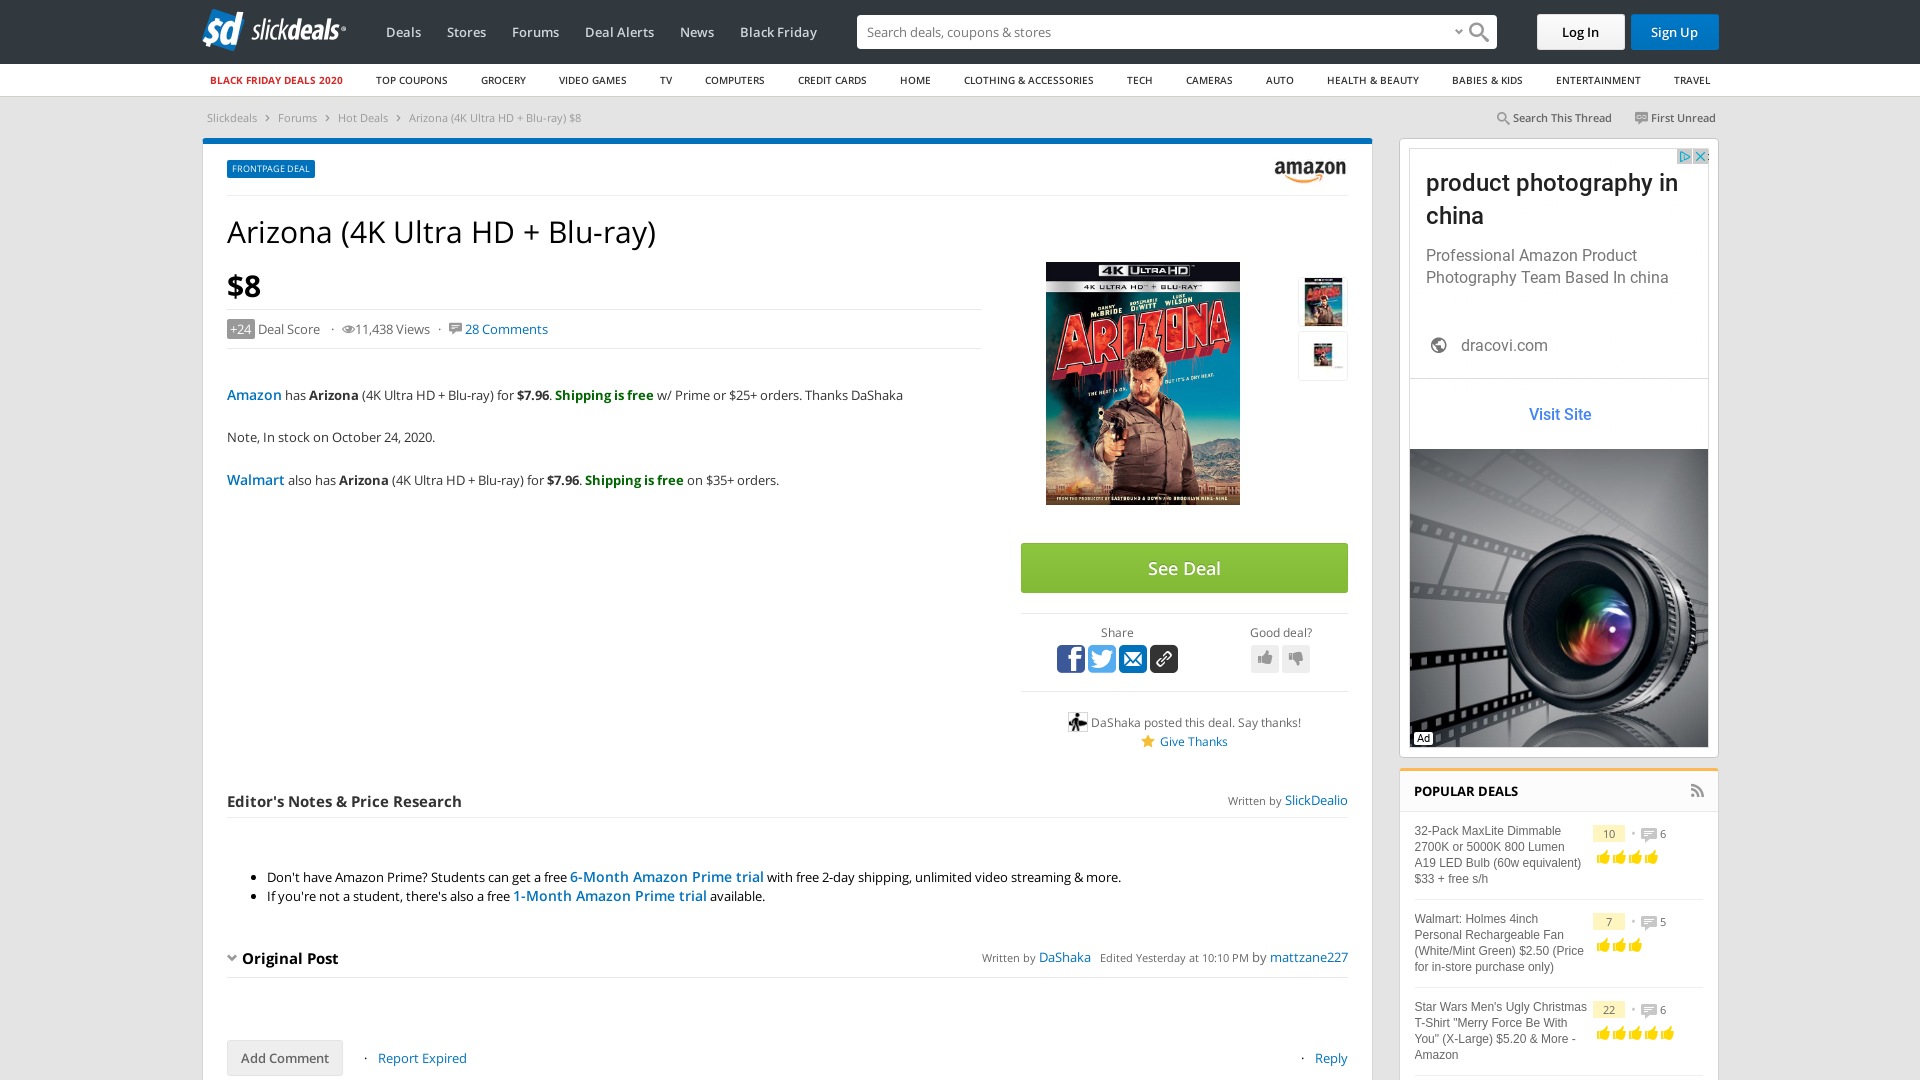 slickdeals
Deals
Stores
Forums
Deal Alerts
News
Black Friday
Search deals, coupons & stores
Log In
Sign Up
BLACK FRIDAY DEALS 2020
TOP COUPONS
GROCERY
VIDEO GAMES
TV
COMPUTERS
CREDIT CARDS
HOME
CLOTHING & ACCESSORIES
TECH
CAMERAS
AUTO
HEALTH & BEAUTY
BABIES & KIDS
ENTERTAINMENT
TRAVEL
Slickdeals › Forums › Hot Deals › Arizona (4K Ultra HD + Blu-ray) $8
Search This Thread
First Unread
FRONTPAGE DEAL
amazon
Arizona (4K Ultra HD + Blu-ray)
$8
+24 Deal Score · 11,438 Views · 28 Comments
Amazon has Arizona (4K Ultra HD + Blu-ray) for $7.96. Shipping is free w/ Prime or $25+ orders. Thanks DaShaka
Note, In stock on October 24, 2020.
Walmart also has Arizona (4K Ultra HD + Blu-ray) for $7.96. Shipping is free on $35+ orders.
4K ULTRA HD
4K ULTRA HD + BLU-RAY
DANNY McBRIDE
ROSEMARIE DeWITT
LUKE WILSON
ARIZONA
THE HEAT IS ON, BUT IT'S A DRY HEAT.
FROM THE PRODUCERS OF EASTBOUND & DOWN AND BROOKLYN NINE-NINE
See Deal
Share
Good deal?
DaShaka posted this deal. Say thanks!
Give Thanks
Editor's Notes & Price Research
Written by SlickDealio
• Don't have Amazon Prime? Students can get a free 6-Month Amazon Prime trial with free 2-day shipping, unlimited video streaming & more.
• If you're not a student, there's also a free 1-Month Amazon Prime trial available.
Original Post
Written by DaShaka Edited Yesterday at 10:10 PM by mattzane227
Add Comment
· Report Expired
· Reply
product photography in
china
Professional Amazon Product
Photography Team Based In china
dracovi.com
Visit Site
Ad
POPULAR DEALS
32-Pack MaxLite Dimmable
2700K or 5000K 800 Lumen
A19 LED Bulb (60w equivalent)
$33 + free s/h
10 • 6
Walmart: Holmes 4inch
Personal Rechargeable Fan
(White/Mint Green) $2.50 (Price
for in-store purchase only)
7 • 5
Star Wars Men's Ugly Christmas
T-Shirt "Merry Force Be With
You" (X-Large) $5.20 & More -
Amazon
22 • 6